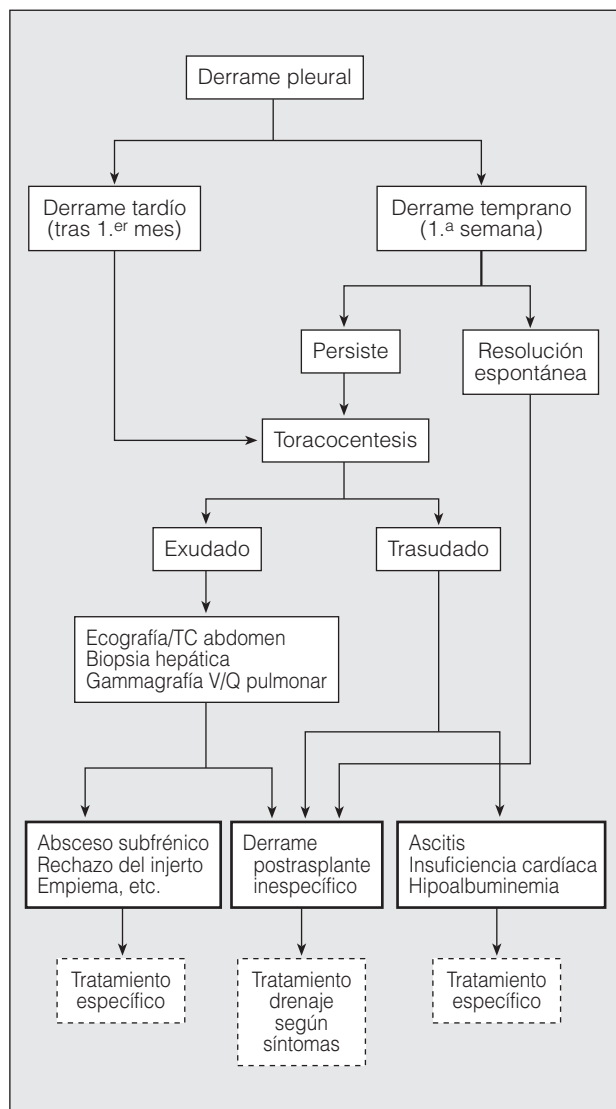 Derrame pleural
Derrame tardío
(tras 1.er mes)
Derrame temprano
(1.ª semana)
Persiste
Resolución
espontánea
Toracocentesis
Exudado
Trasudado
Ecografía/TC abdomen
Biopsia hepática
Gammagrafía V/Q pulmonar
Absceso subfrénico
Rechazo del injerto
Empiema, etc.
Derrame
postrasplante
inespecífico
Ascitis
Insuficiencia cardíaca
Hipoalbuminemia
Tratamiento
específico
Tratamiento
drenaje
según
síntomas
Tratamiento
específico